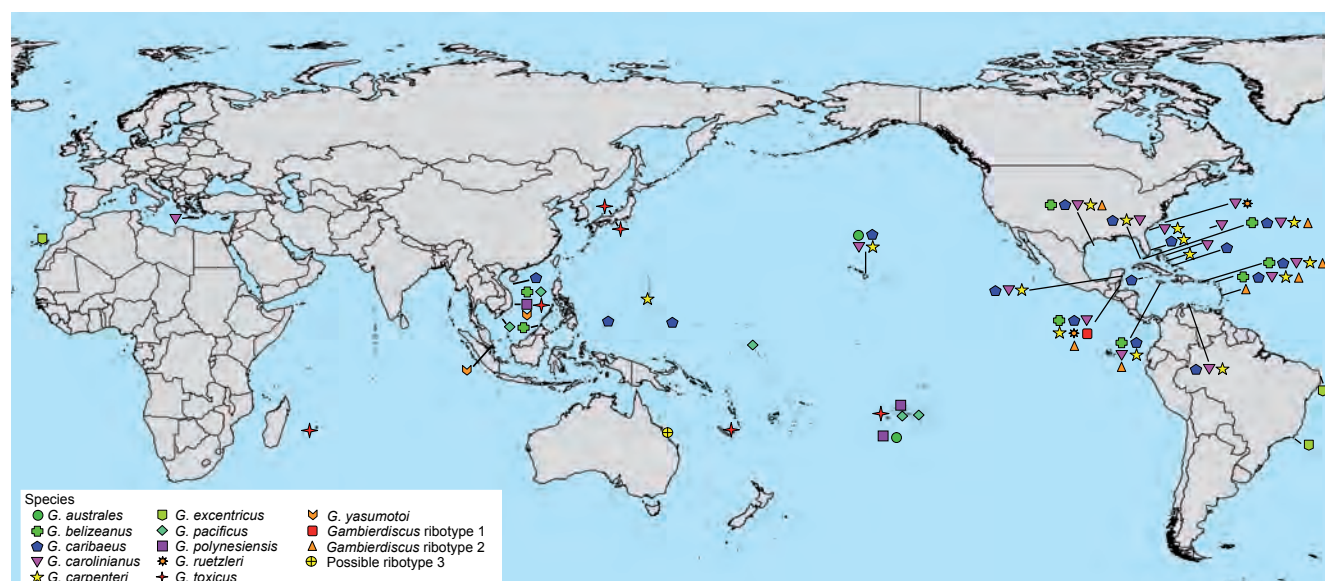 Species
G. australes
G. belizeanus
G. caribaeus
G. carolinianus
G. carpenteri
G. excentricus
G. pacificus
G. polynesiensis
G. ruetzleri
G. toxicus
G. yasumotoi
Gambierdiscus ribotype 1
Gambierdiscus ribotype 2
Possible ribotype 3